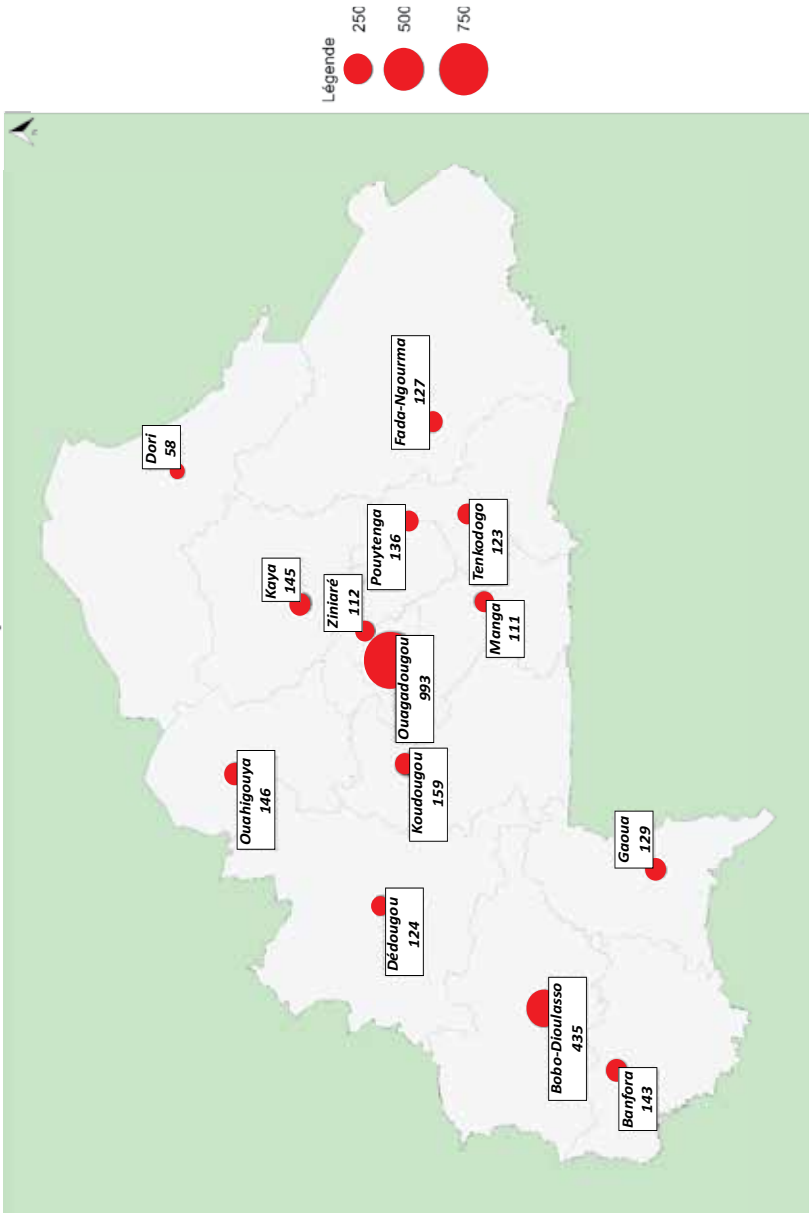 Légende
250
500
750
Dori
58
Ouahigouya
146
Kaya
145
Ziniaré
112
Pouytenga
136
Fada-Ngourma
127
Ouagadougou
993
Koudougou
159
Dédougou
124
Tenkodogo
123
Manga
111
Bobo-Dioulasso
435
Gaoua
129
Banfora
143